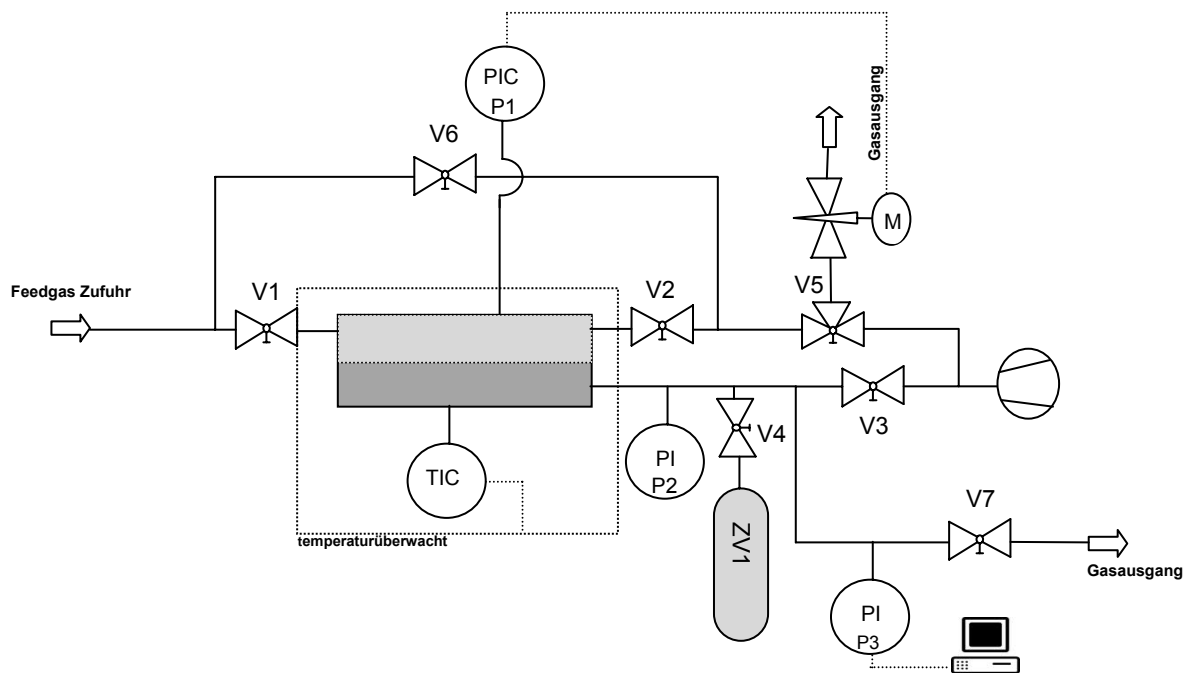 PIC
P1
V6
Gasausgang
M
Feedgas Zufuhr
V1
V2
V5
V3
V4
TIC
PI
P2
ZV1
V7
temperaturüberwacht
Gasausgang
PI
P3